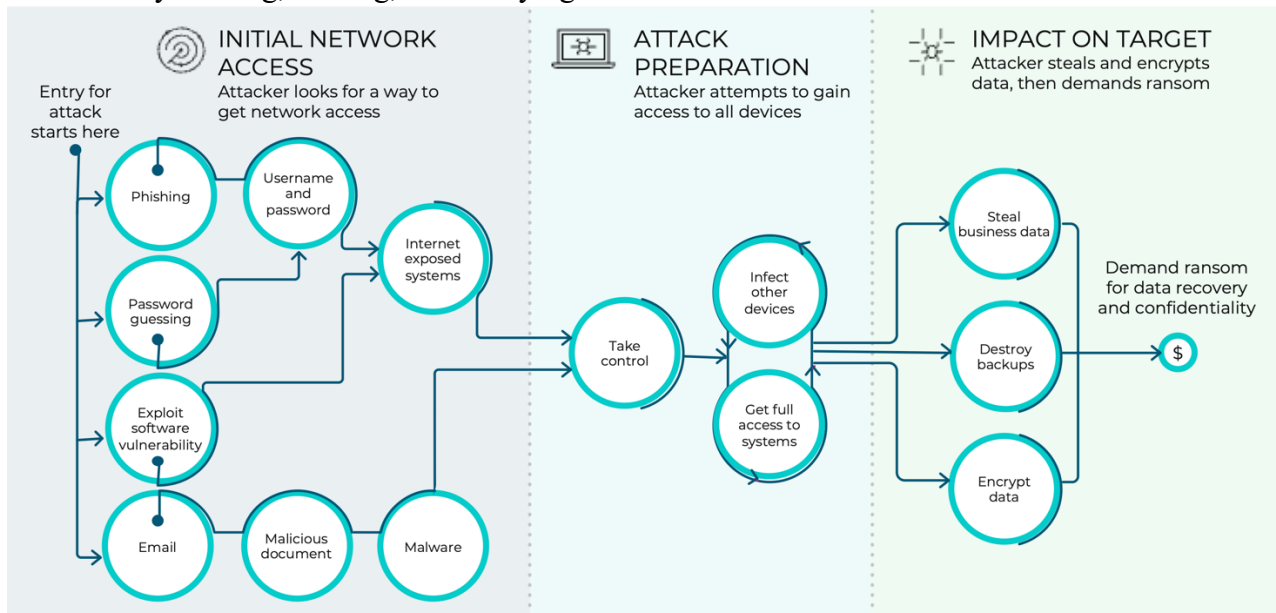 INITIAL NETWORK
ACCESS
Attacker looks for a way to
get network access
ATTACK
PREPARATION
Attacker attempts to gain
access to all devices
IMPACT ON TARGET
Attacker steals and encrypts
data, then demands ransom
Entry for
attack
starts here
Phishing
Username
and
password
Internet
exposed
systems
Password
guessing
Exploit
software
vulnerability
Email
Malicious
document
Malware
Take
control
Infect
other
devices
Get full
access to
systems
Steal
business data
Destroy
backups
Encrypt
data
Demand ransom
for data recovery
and confidentiality
$